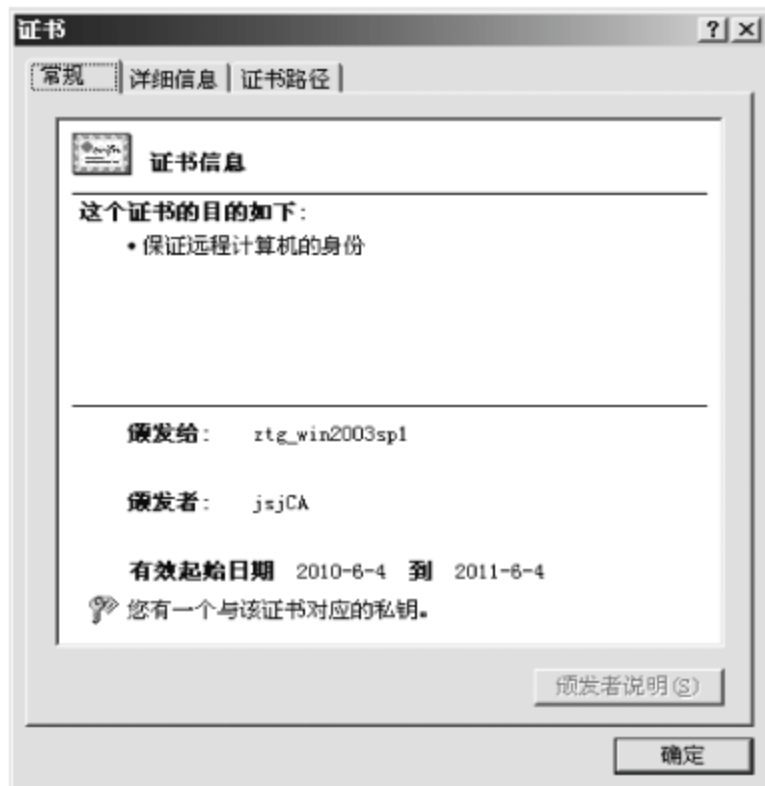 证书
常规 详细信息 证书路径
证书信息
这个证书的目的如下:
•保证远程计算机的身份
颁发给: ztg_win2003sp1
颁发者: jsjCA
有效起始日期 2010-6-4 到 2011-6-4
您有一个与该证书对应的私钥。
颁发者说明(S)
确定